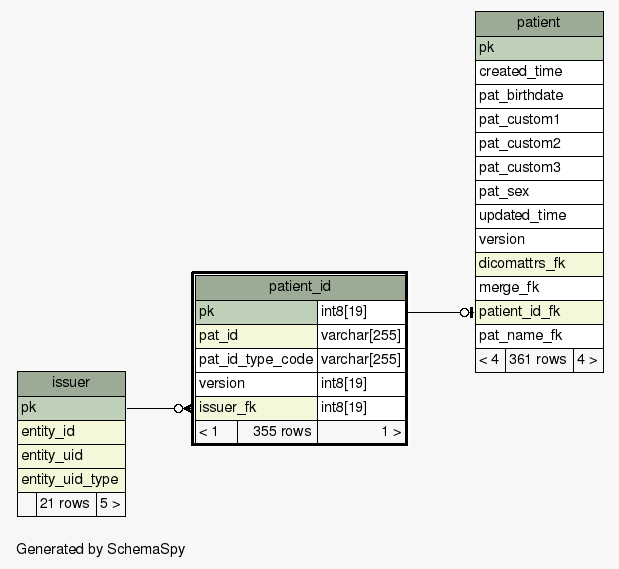 patient
pk
created_time
pat_birthdate
pat_custom1
pat_custom2
pat_custom3
pat_sex
updated_time
version
dicomattrs_fk
merge_fk
patient_id_fk
pat_name_fk
< 4 361 rows 4 >
patient_id
pk int8[19]
pat_id varchar[255]
pat_id_type_code varchar[255]
version int8[19]
issuer_fk int8[19]
< 1 355 rows 1 >
issuer
pk
entity_id
entity_uid
entity_uid_type
21 rows 5 >
Generated by SchemaSpy